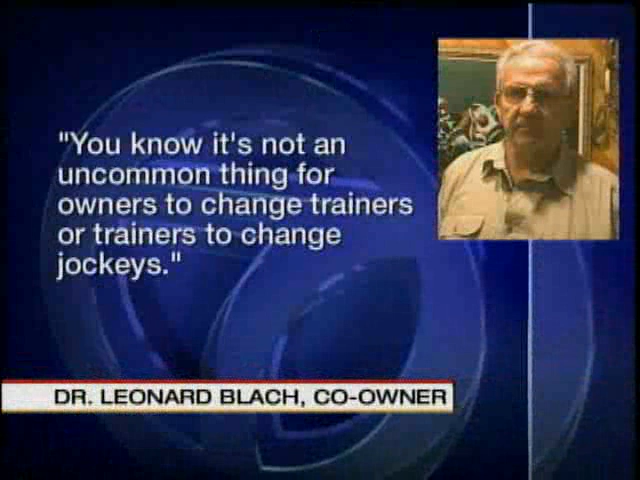 "You know it's not an
uncommon thing for
owners to change trainers
or trainers to change
jockeys."
DR. LEONARD BLACH, CO-OWNER